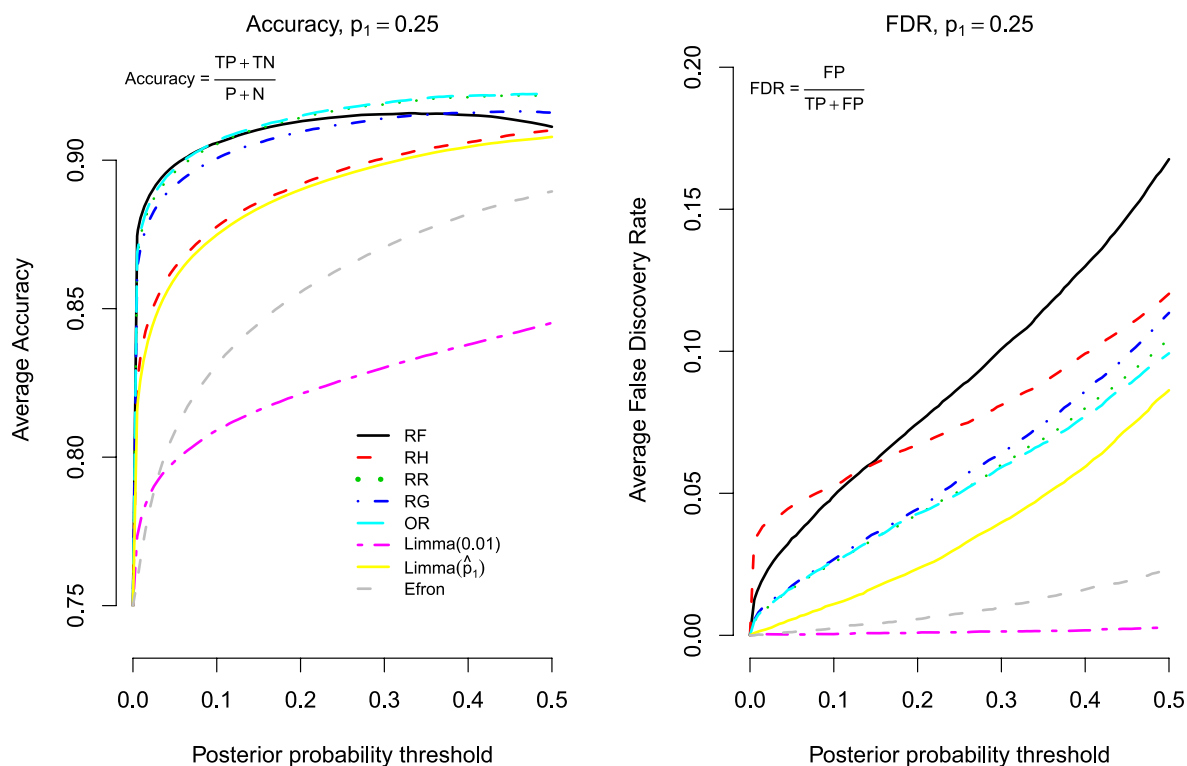 Accuracy, p₁ = 0.25
Accuracy = TP + TN
P + N
Average Accuracy
0.90
0.85
0.80
0.75
RF
RH
RR
RG
OR
Limma(0.01)
Limma(p̂₁)
Efron
0.0 0.1 0.2 0.3 0.4 0.5
Posterior probability threshold
FDR, p₁ = 0.25
FDR = FP
TP + FP
Average False Discovery Rate
0.20
0.15
0.10
0.05
0.00
0.0 0.1 0.2 0.3 0.4 0.5
Posterior probability threshold